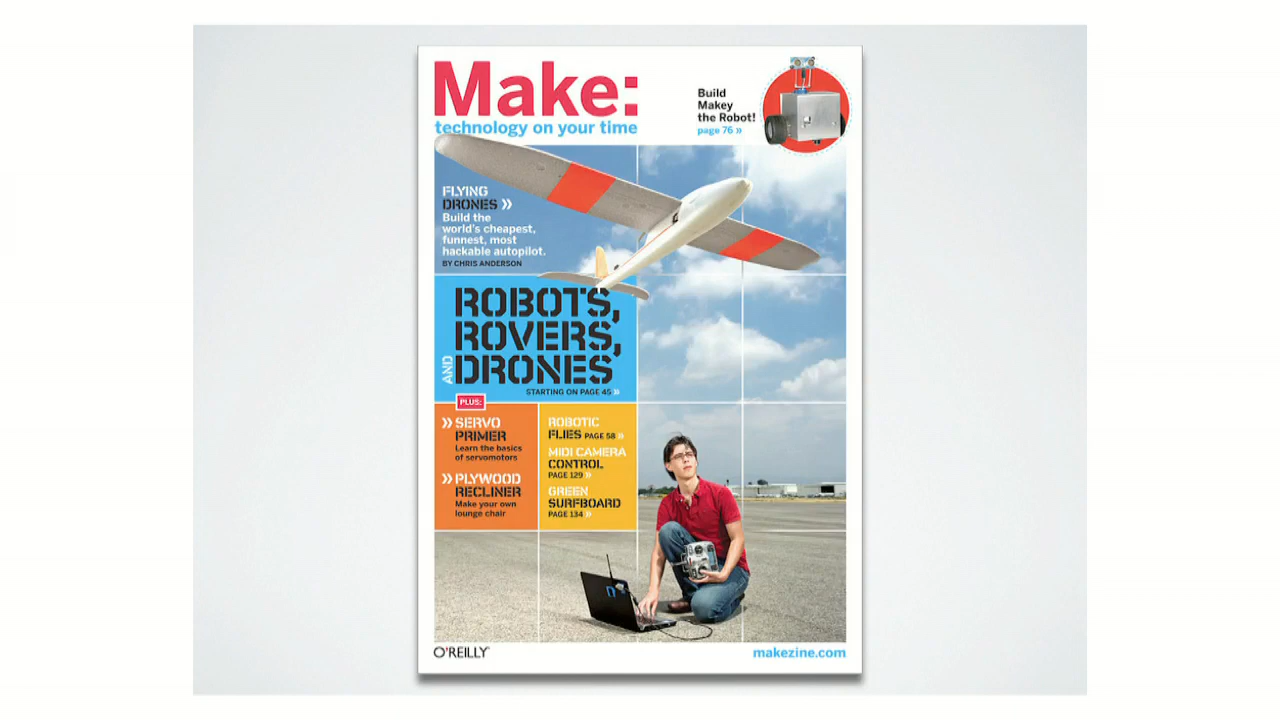 Make:
technology on your time
Build
Makey
the Robot!
page 76 »
FLYING
DRONES »
Build the
world's cheapest,
funnest, most
hackable autopilot.
BY CHRIS ANDERSON
ROBOTS,
ROVERS,
AND DRONES
STARTING ON PAGE 45 »
PLUS:
» SERVO
PRIMER
Learn the basics
of servomotors
» PLYWOOD
RECLINER
Make your own
lounge chair
ROBOTIC
FLIES PAGE 58 »
MIDI CAMERA
CONTROL
PAGE 129 »
GREEN
SURFBOARD
PAGE 134 »
O'REILLY
makezine.com